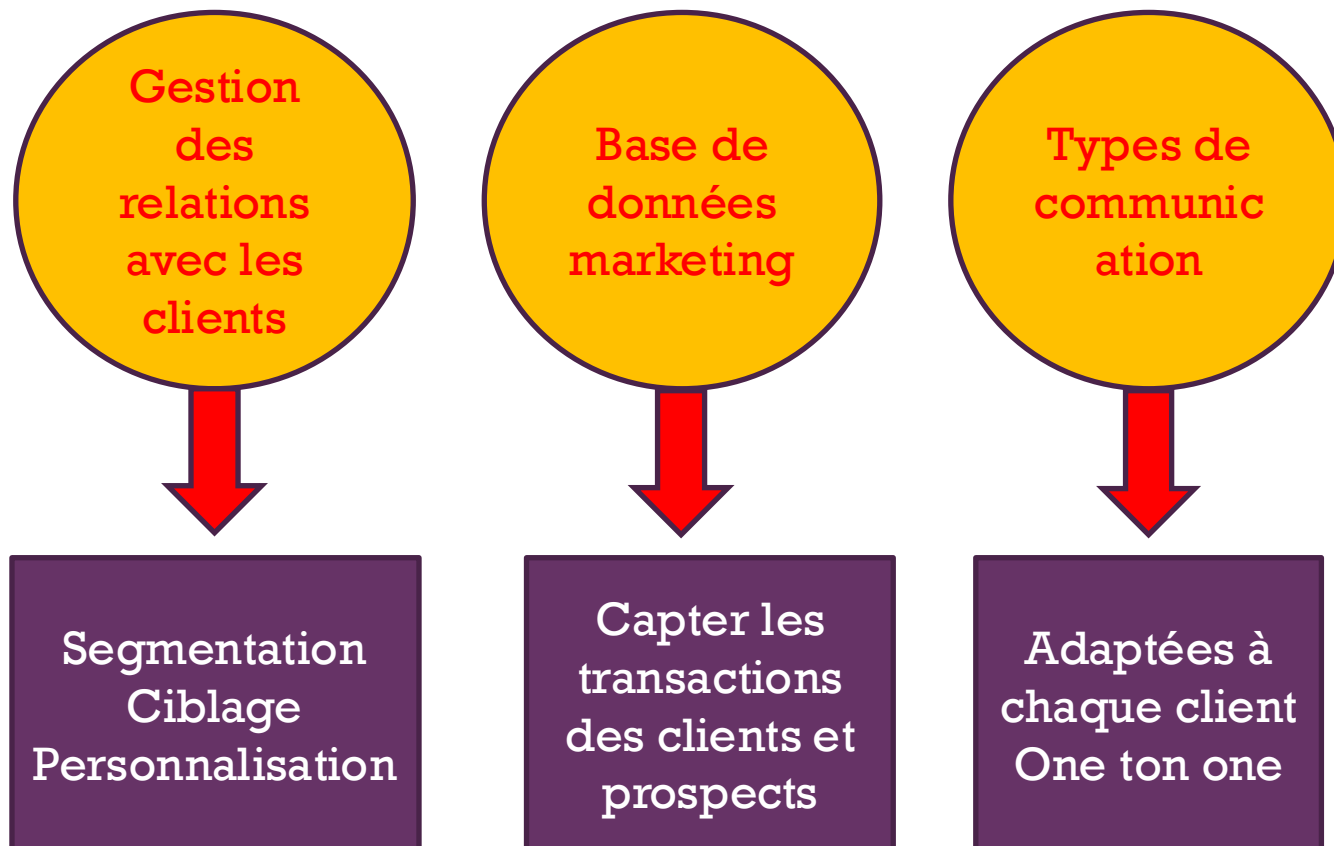 Gestion
des
relations
avec les
clients
Base de
données
marketing
Types de
communic
ation
Segmentation
Ciblage
Personnalisation
Capter les
transactions
des clients et
prospects
Adaptées à
chaque client
One ton one